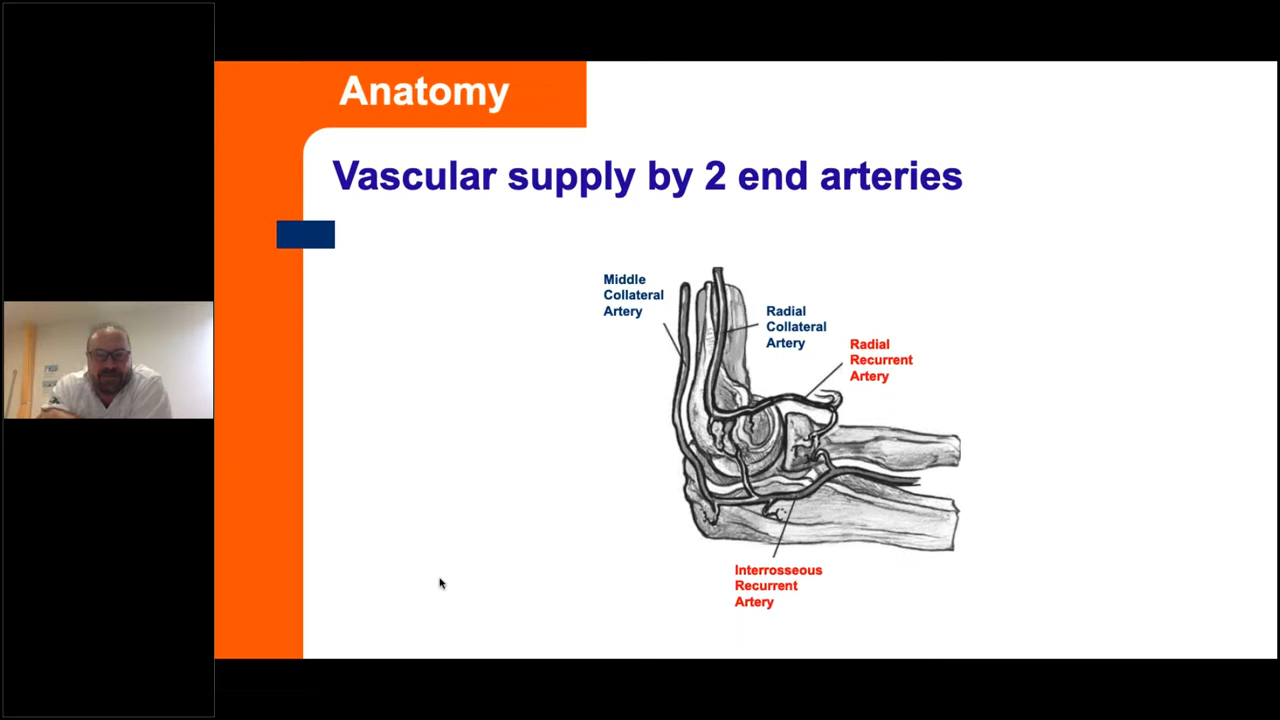 Anatomy
Vascular supply by 2 end arteries
Middle
Collateral
Artery
Radial
Collateral
Artery
Radial
Recurrent
Artery
Interrosseous
Recurrent
Artery